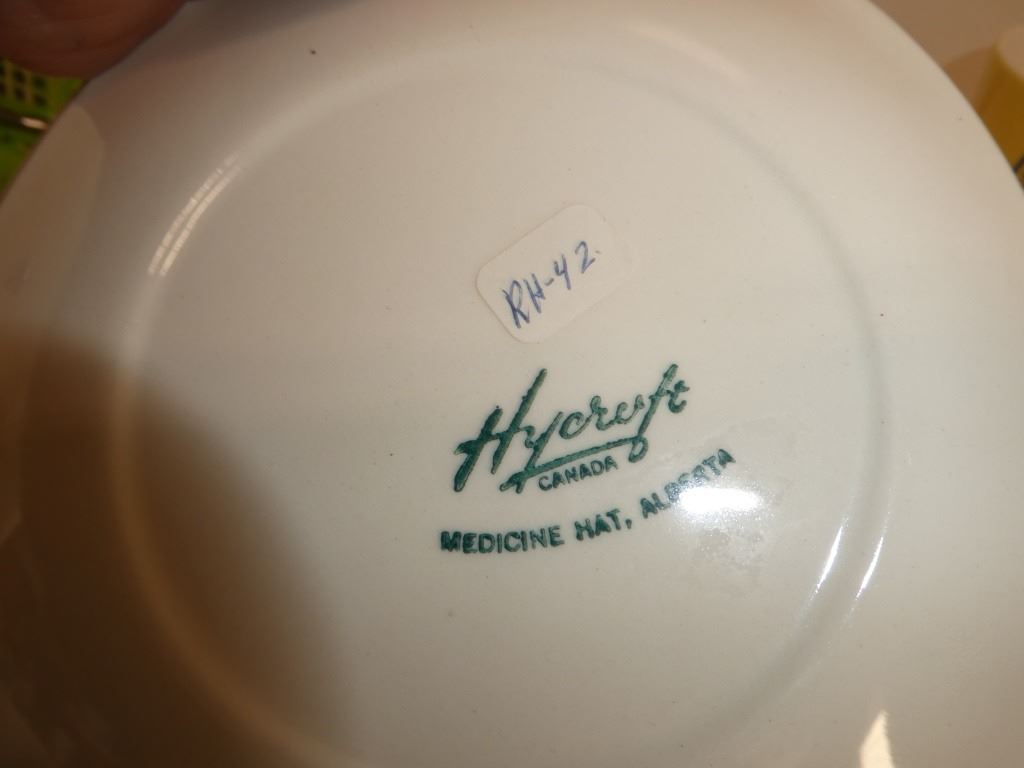 RH-42.
Hycroft
CANADA
MEDICINE HAT, ALBERTA